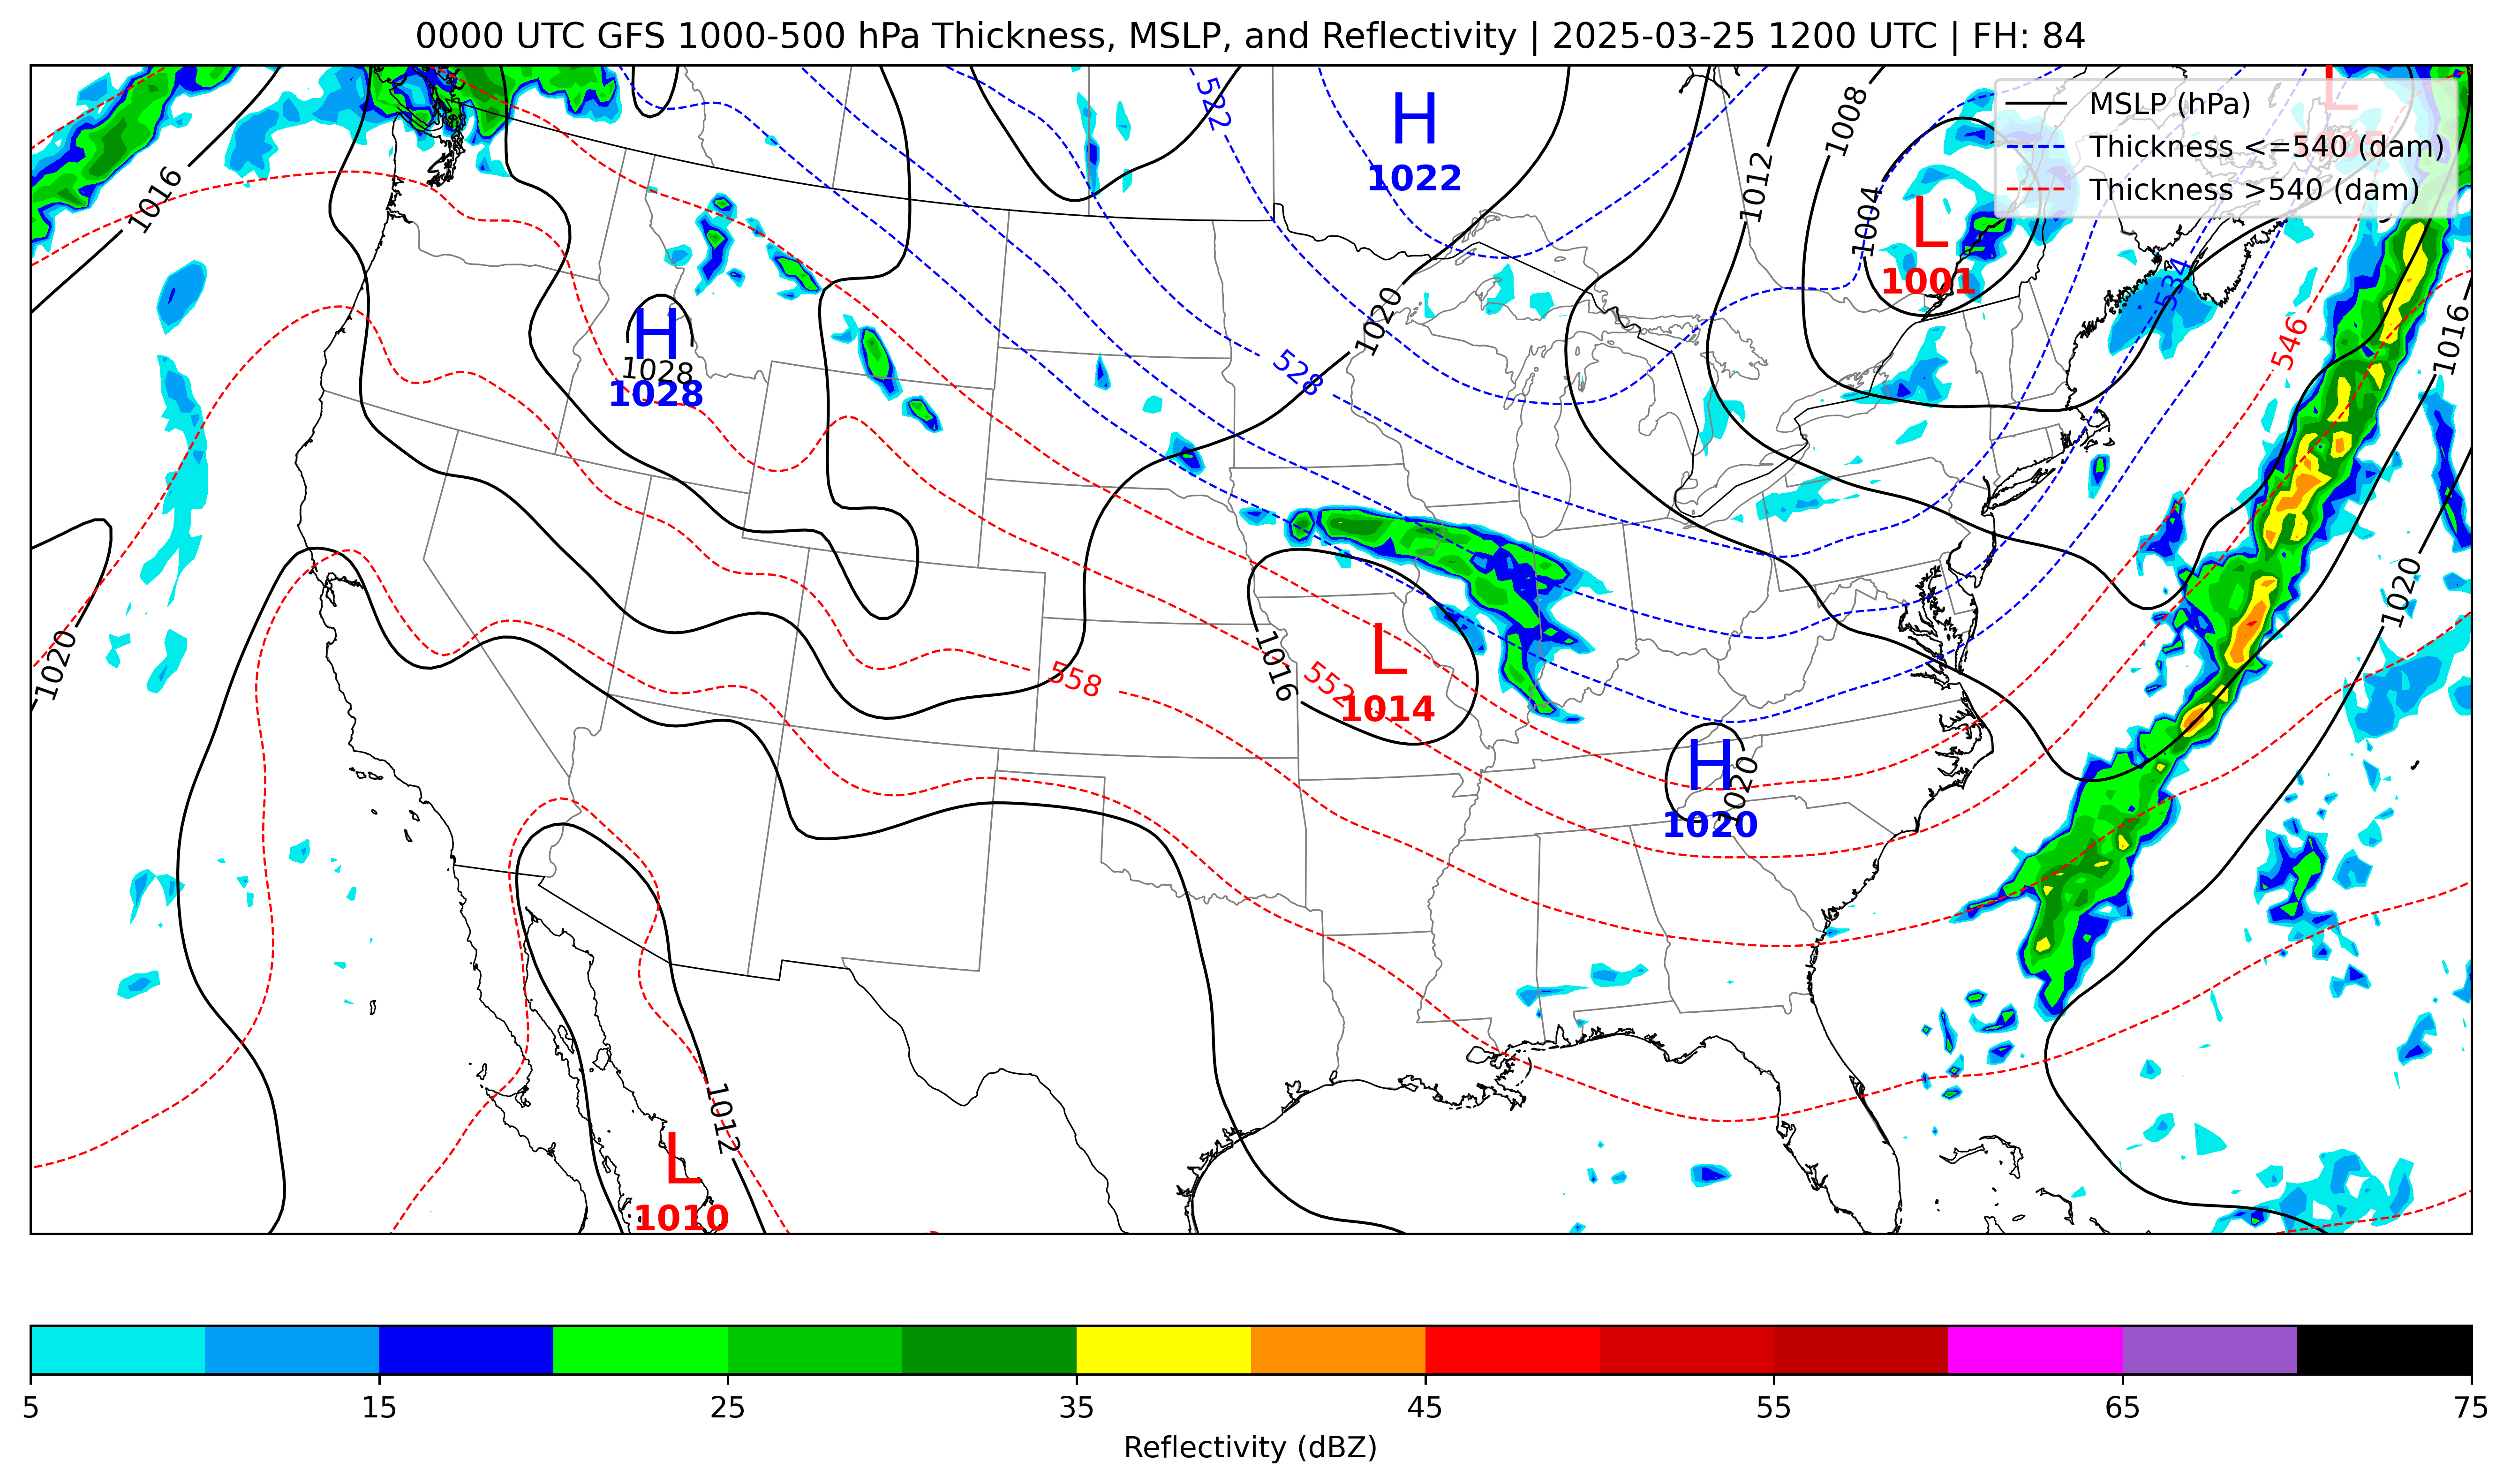 0000 UTC GFS 1000-500 hPa Thickness, MSLP, and Reflectivity | 2025-03-25 1200 UTC | FH: 84
MSLP (hPa)
Thickness <=540 (dam)
Thickness >540 (dam)
L
H
1022
522
1008
1012
1016
1004
L
1001
534
546
1016
H
1028
1028
1020
528
1020
1020
1016
L
1014
552
558
H
1020
1020
1012
L
1010
5
15
25
35
45
55
65
75
Reflectivity (dBZ)